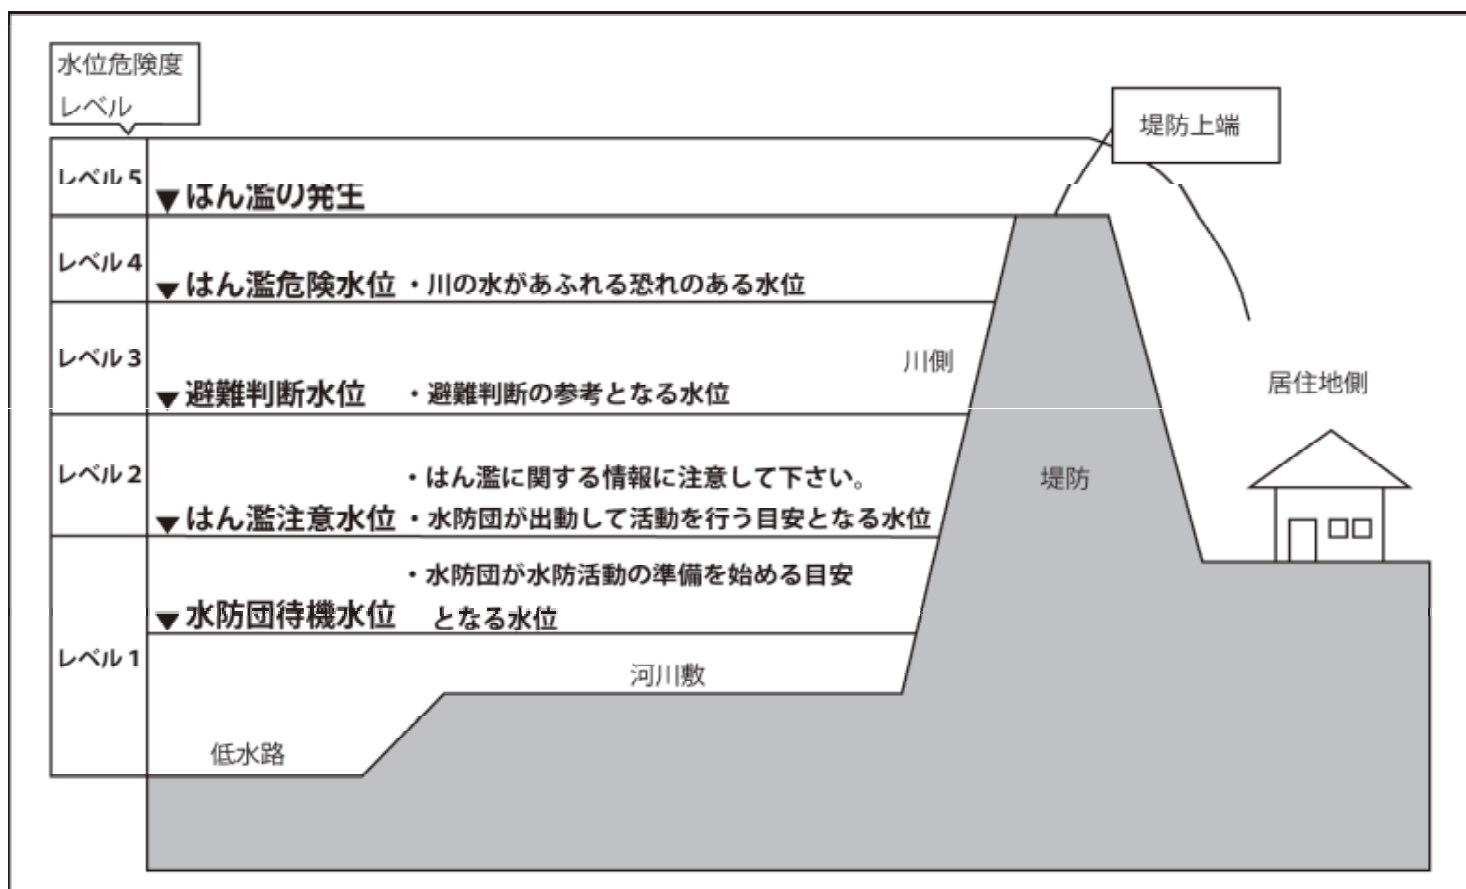 水位危険度
レベル
堤防上端
レベル5
▼はん濫の発生
レベル4
▼はん濫危険水位 ・川の水があふれる恐れのある水位
レベル3
川側
▼避難判断水位 ・避難判断の参考となる水位
居住地側
レベル2
・はん濫に関する情報に注意して下さい。
堤防
▼はん濫注意水位 ・水防団が出動して活動を行う目安となる水位
・水防団が水防活動の準備を始める目安
▼水防団待機水位 となる水位
レベル1
河川敷
低水路